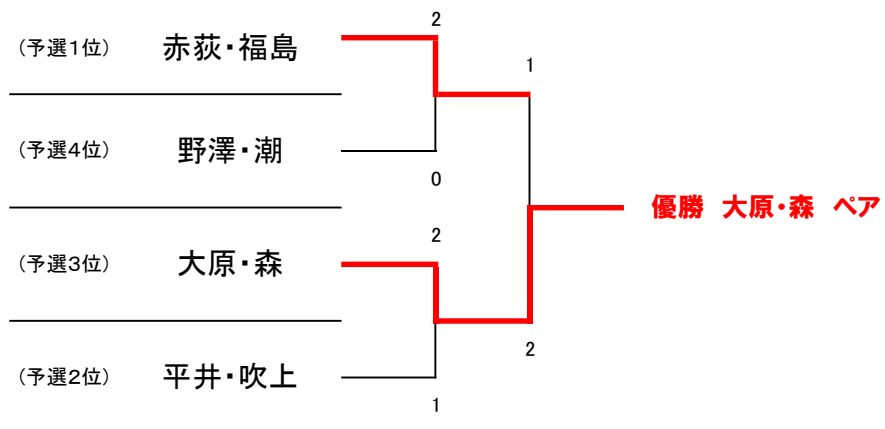 2
(予選1位) 赤荻・福島
1
(予選4位) 野澤・潮
0
優勝 大原・森 ペア
2
(予選3位) 大原・森
2
(予選2位) 平井・吹上
1